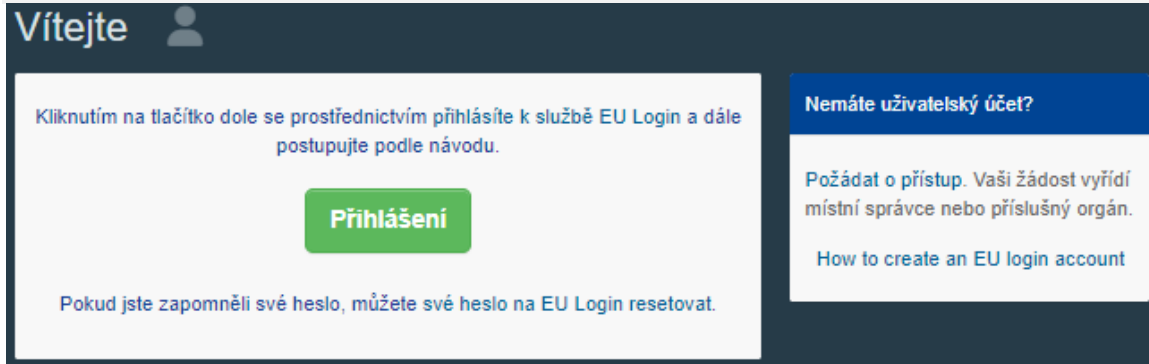 Vítejte
Kliknutím na tlačítko dole se prostřednictvím přihlásíte k službě EU Login a dále
postupujte podle návodu.
Přihlášení
Pokud jste zapomněli své heslo, můžete své heslo na EU Login resetovat.
Nemáte uživatelský účet?
Požádat o přístup. Vaši žádost vyřídí
místní správce nebo příslušný orgán.
How to create an EU login account